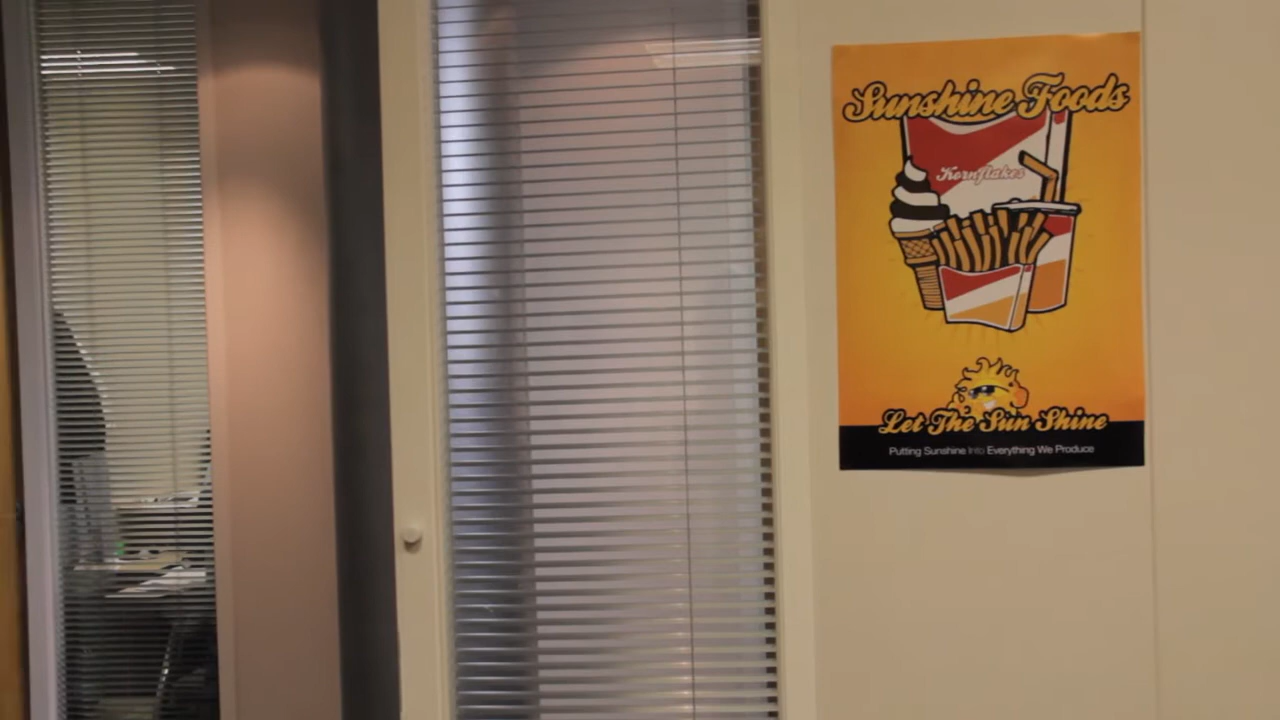 Sunshine Foods
Kornflakes
Let The Sun Shine
Putting Sunshine Into Everything We Produce